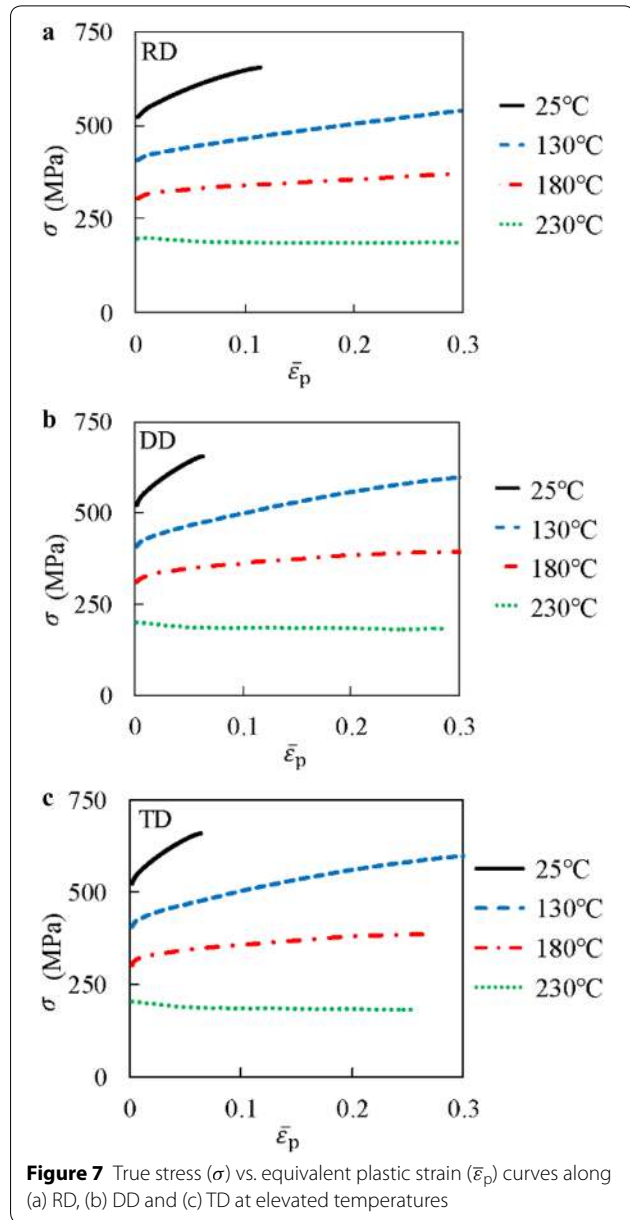 a
750
RD
500
250
0
σ (MPa)
0
0.1
0.2
0.3
ε̄p
25°C
130°C
180°C
230°C
b
750
DD
500
250
0
σ (MPa)
0
0.1
0.2
0.3
ε̄p
25°C
130°C
180°C
230°C
c
750
TD
500
250
0
σ (MPa)
0
0.1
0.2
0.3
ε̄p
25°C
130°C
180°C
230°C
Figure 7 True stress (σ) vs. equivalent plastic strain (ε̄p) curves along
(a) RD, (b) DD and (c) TD at elevated temperatures